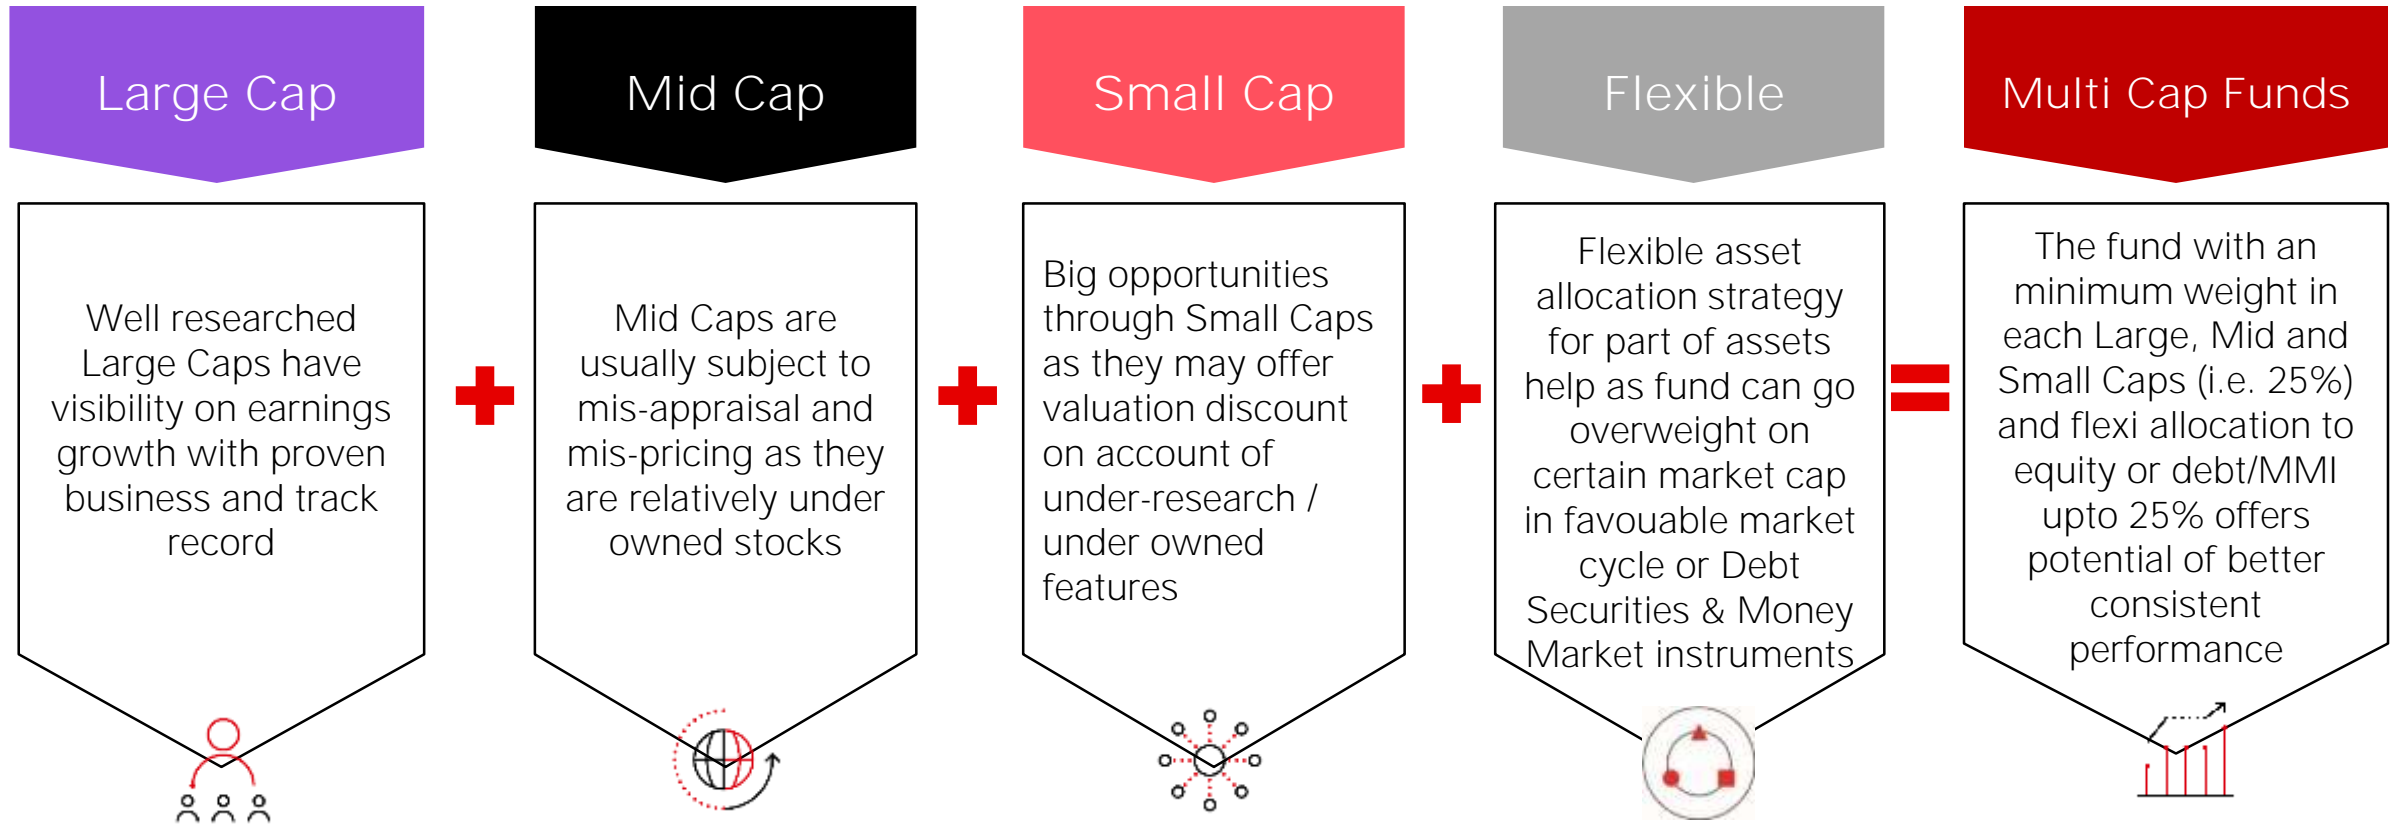 Large Cap
Well researched
Large Caps have
visibility on earnings
growth with proven
business and track
record
Mid Cap
Mid Caps are
usually subject to
mis-appraisal and
mis-pricing as they
are relatively under
owned stocks
Small Cap
Big opportunities
through Small Caps
as they may offer
valuation discount
on account of
under-research /
under owned
features
Flexible
Flexible asset
allocation strategy
for part of assets
help as fund can go
overweight on
certain market cap
in favouable market
cycle or Debt
Securities & Money
Market instruments
Multi Cap Funds
The fund with an
minimum weight in
each Large, Mid and
Small Caps (i.e. 25%)
and flexi allocation to
equity or debt/MMI
upto 25% offers
potential of better
consistent
performance